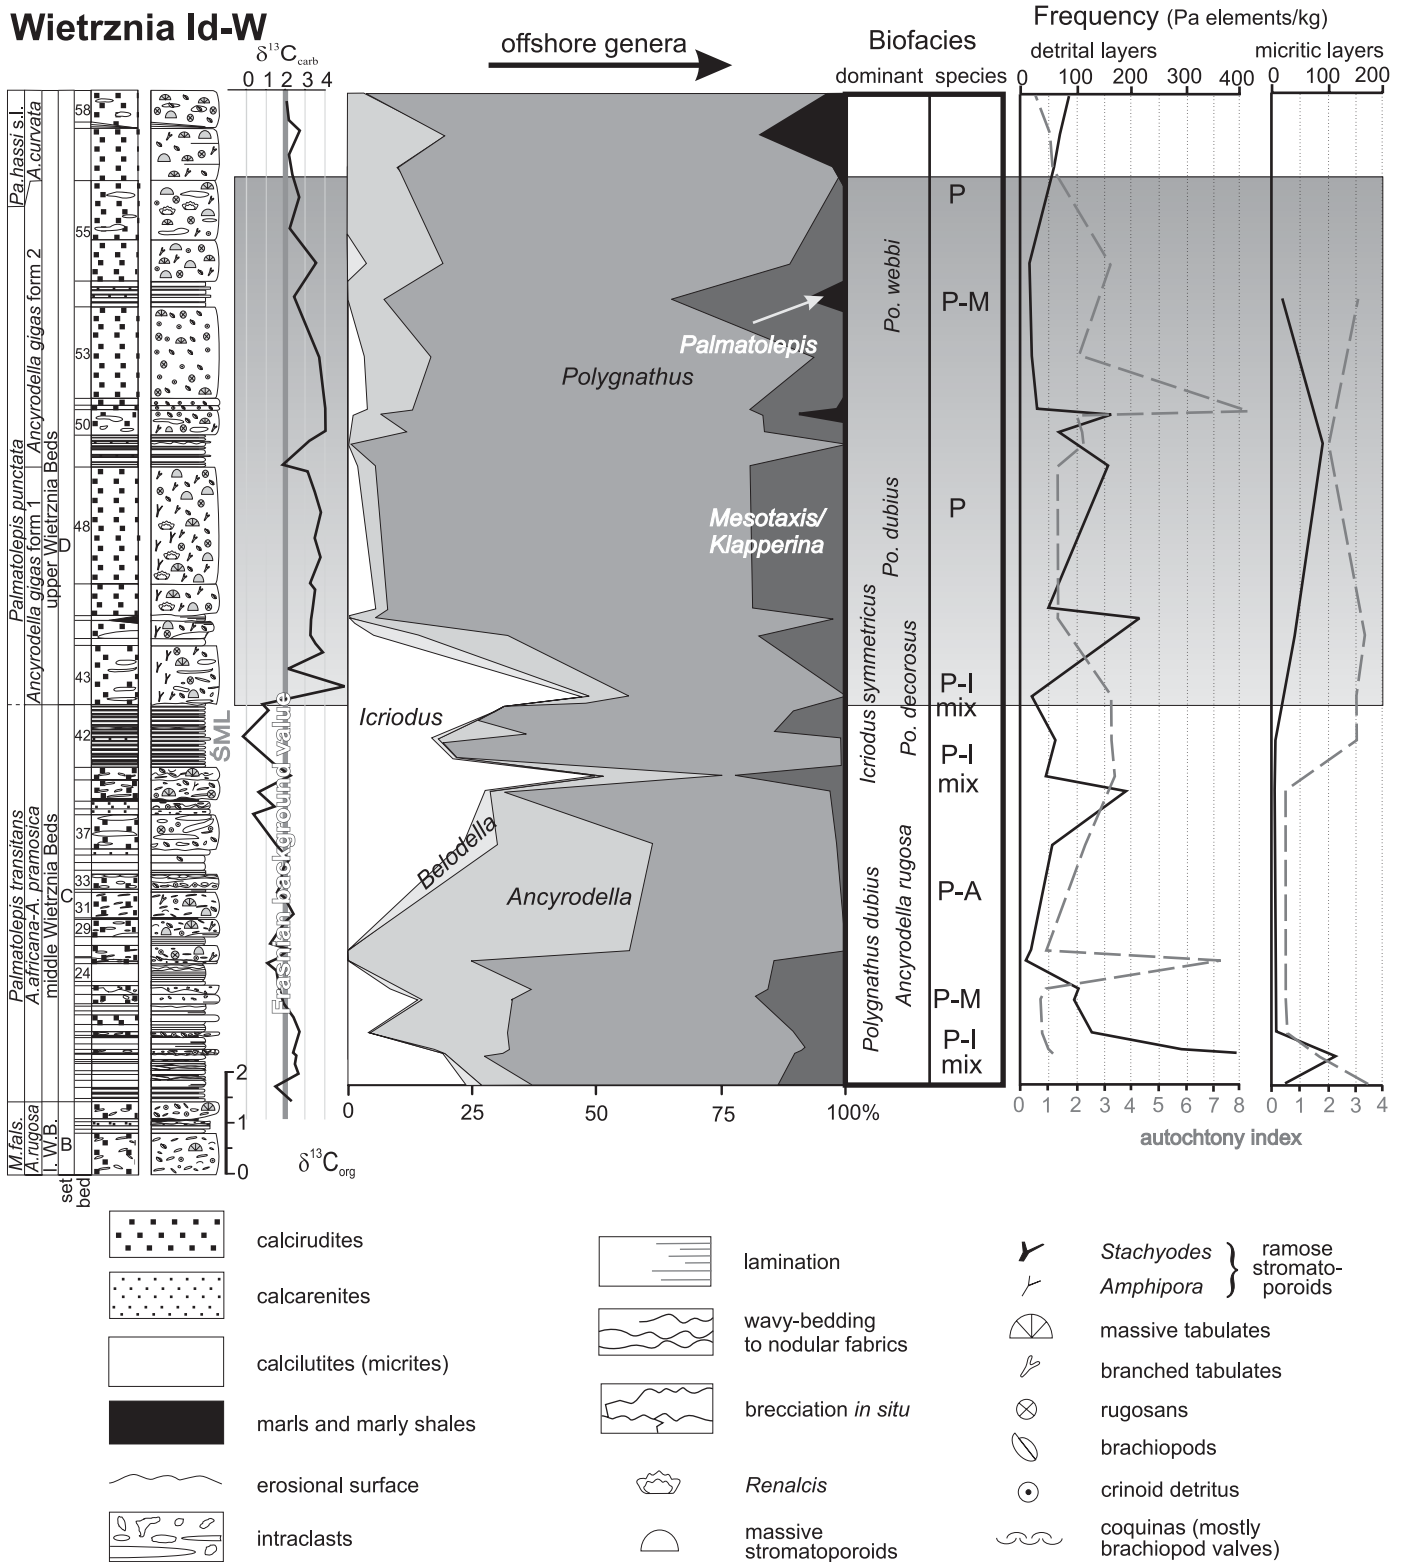 Wietrznia Id-W
δ¹³Ccarb
0 1 2 3 4
offshore genera
Biofacies
dominant species
Frequency (Pa elements/kg)
detrital layers
micritic layers
0 100 200 300 400
0 100 200
Pa.hassi s.l.
A.curvata
Palmatolepis punctata
Ancyrodella gigas form 2
Ancyrodella gigas form 1
upper Wietrznia Beds
Palmatolepis transitans
A.africana-A. pramosica
middle Wietrznia Beds
M.fals.
A.rugosa
l. W.B.
D
C
B
set
bed
58
55
53
50
48
43
42
37
33
31
29
24
ŚML
Frasnian background value
2
1
0
δ¹³Corg
Icriodus
Belodella
Ancyrodella
Polygnathus
Palmatolepis
Mesotaxis/
Klapperina
0 25 50 75 100%
Po. webbi
Po. dubius
Icriodus symmetricus
Po. decorosus
Polygnathus dubius
Ancyrodella rugosa
P
P-M
P
P-I
mix
P-I
mix
P-A
P-M
P-I
mix
0 1 2 3 4 5 6 7 8
0 1 2 3 4
autochtony index
calcirudites
calcarenites
calcilutites (micrites)
marls and marly shales
erosional surface
intraclasts
lamination
wavy-bedding
to nodular fabrics
brecciation in situ
Renalcis
massive
stromatoporoids
Stachyodes
Amphipora
} ramose
stromato-
poroids
massive tabulates
branched tabulates
rugosans
brachiopods
crinoid detritus
coquinas (mostly
brachiopod valves)